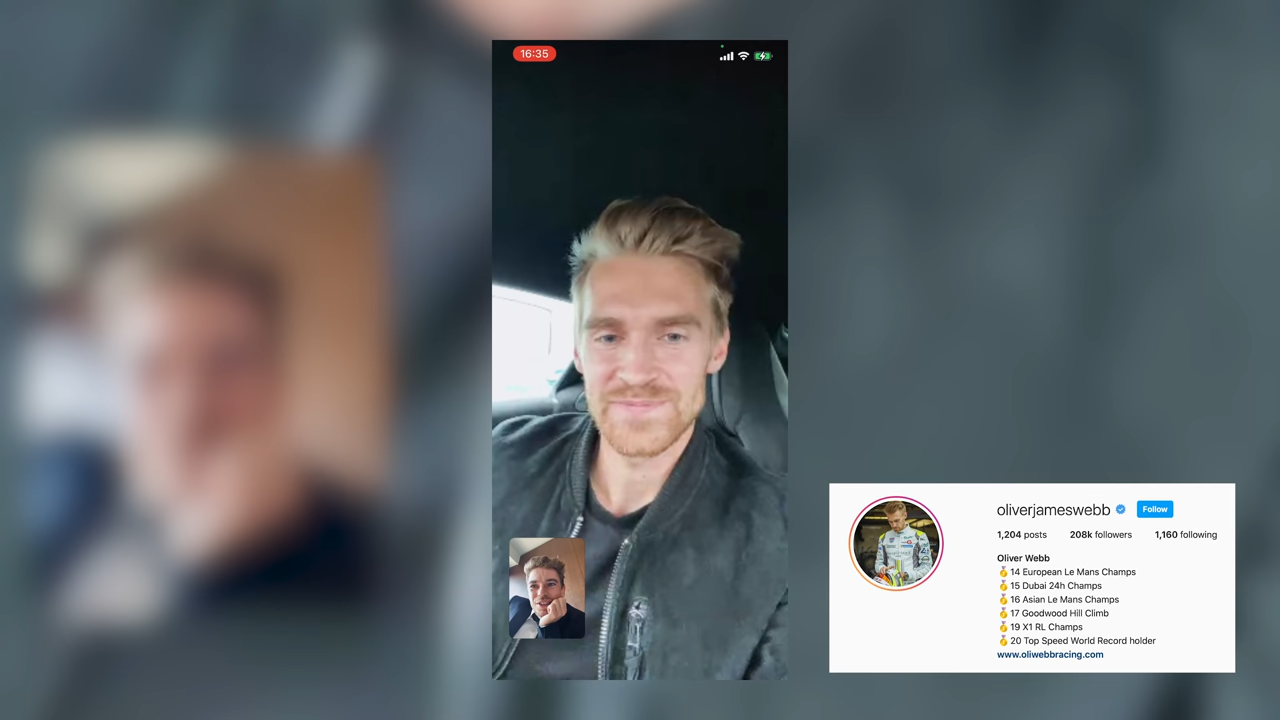 16:35
oliverjameswebb Follow
1,204 posts 208k followers 1,160 following
Oliver Webb
🏅 14 European Le Mans Champs
🏅 15 Dubai 24h Champs
🏅 16 Asian Le Mans Champs
🏅 17 Goodwood Hill Climb
🏅 19 X1 RL Champs
🏅 20 Top Speed World Record holder
www.oliwebbracing.com